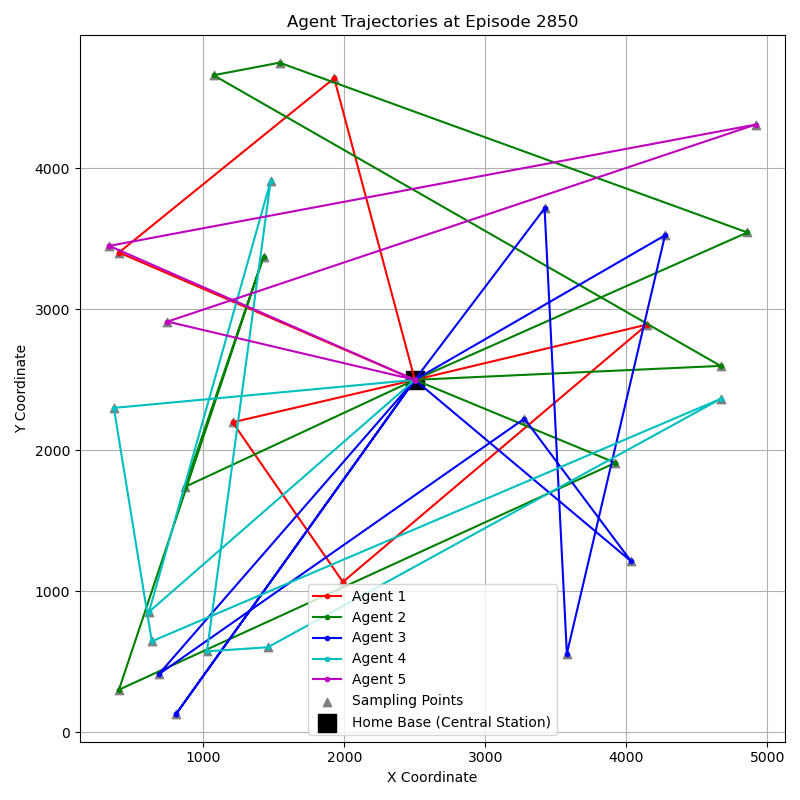 Agent Trajectories at Episode 2850
Y Coordinate
4000
3000
2000
1000
0
Agent 1
Agent 2
Agent 3
Agent 4
Agent 5
Sampling Points
Home Base (Central Station)
1000 2000 3000 4000 5000
X Coordinate